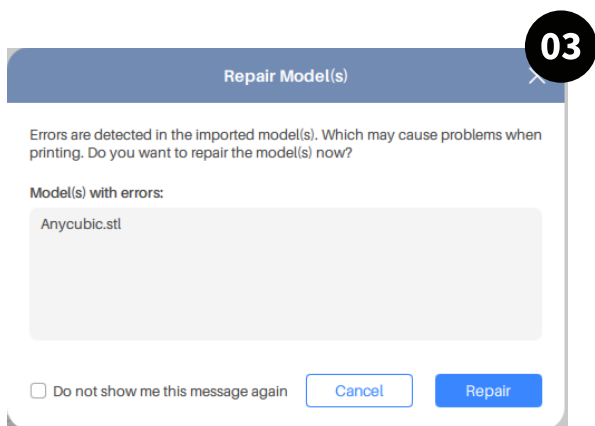 03
Repair Model(s)
Errors are detected in the imported model(s). Which may cause problems when
printing. Do you want to repair the model(s) now?
Model(s) with errors:
Anycubic.stl
Do not show me this message again
Cancel
Repair